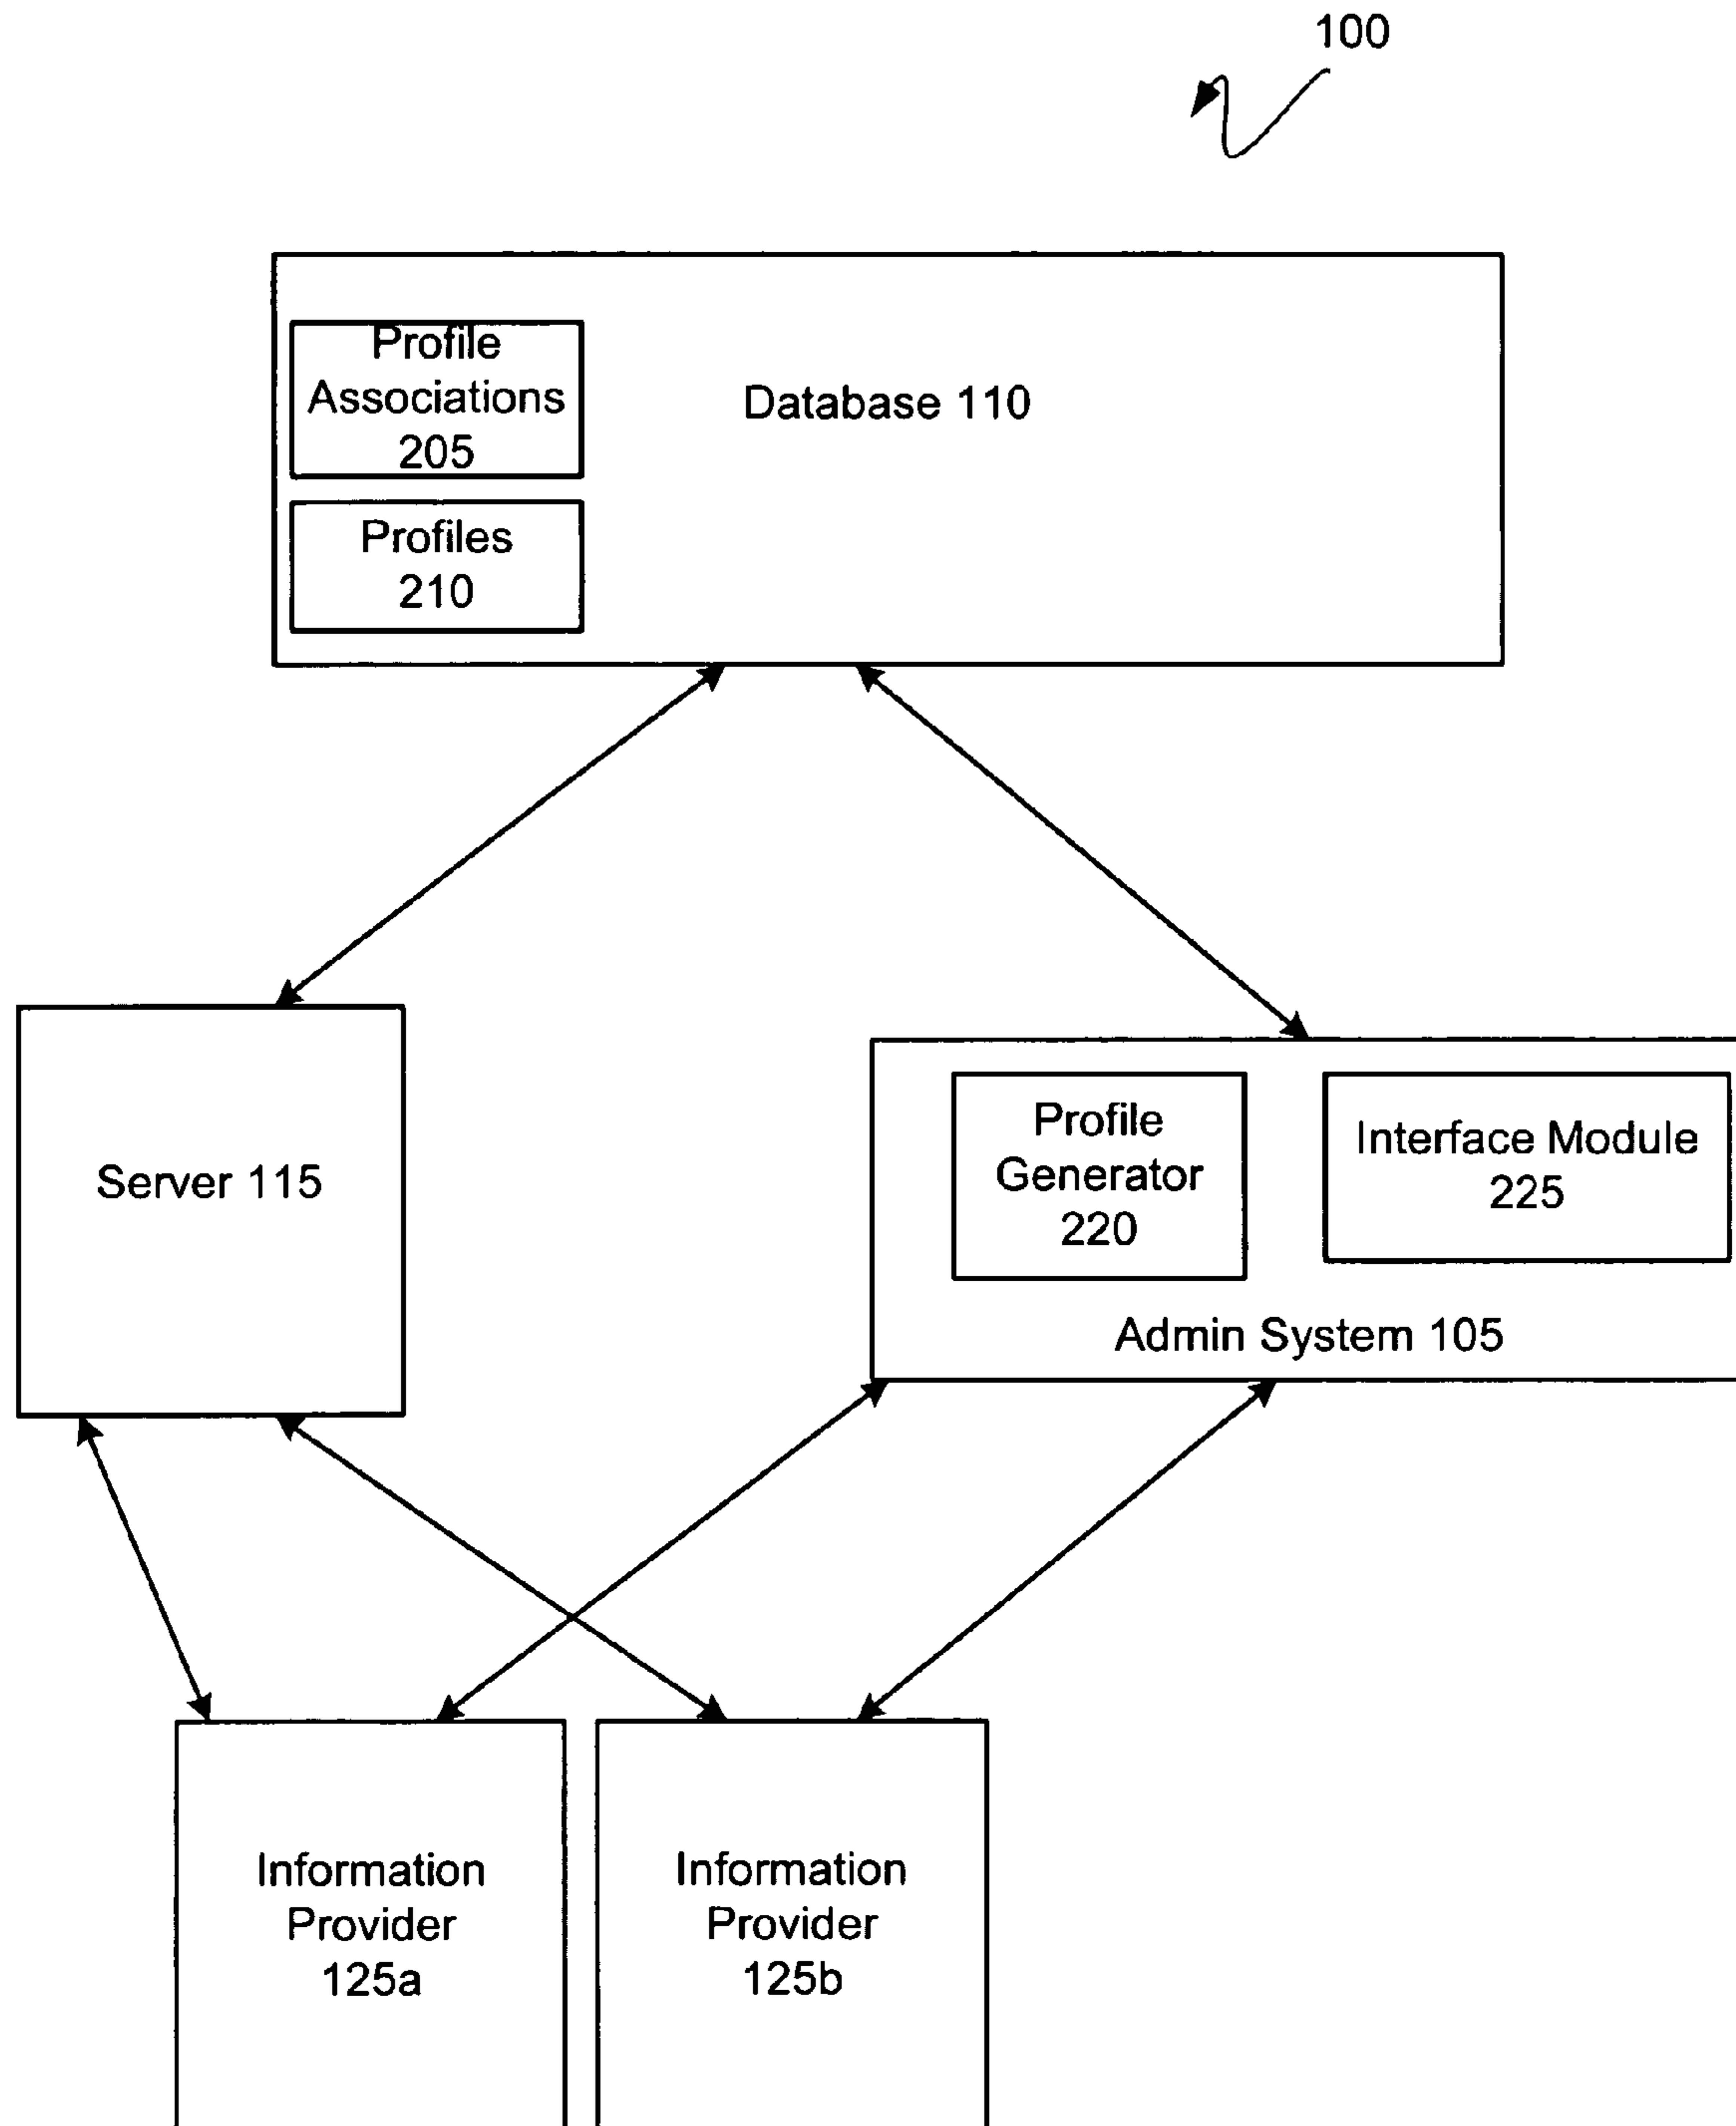 100
Profile
Associations
205
Database 110
Profiles
210
Server 115
Profile
Generator
220
Interface Module
225
Admin System 105
Information
Provider
125a
Information
Provider
125b